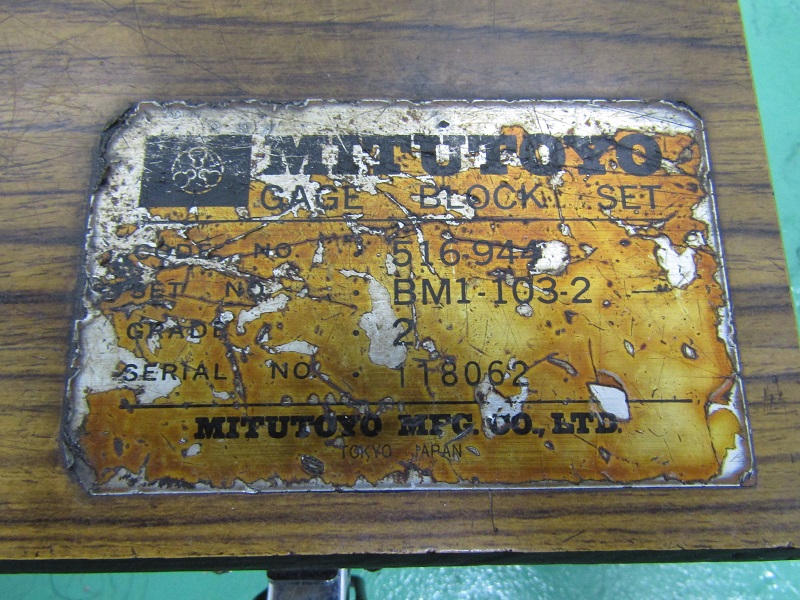 MITUTOYO
GAGE BLOCK SET
CODE NO. 516-944
SET NO. BM1-103-2
GRADE 2
SERIAL NO. 118062
MITUTOYO MFG. CO., LTD.
TOKYO JAPAN